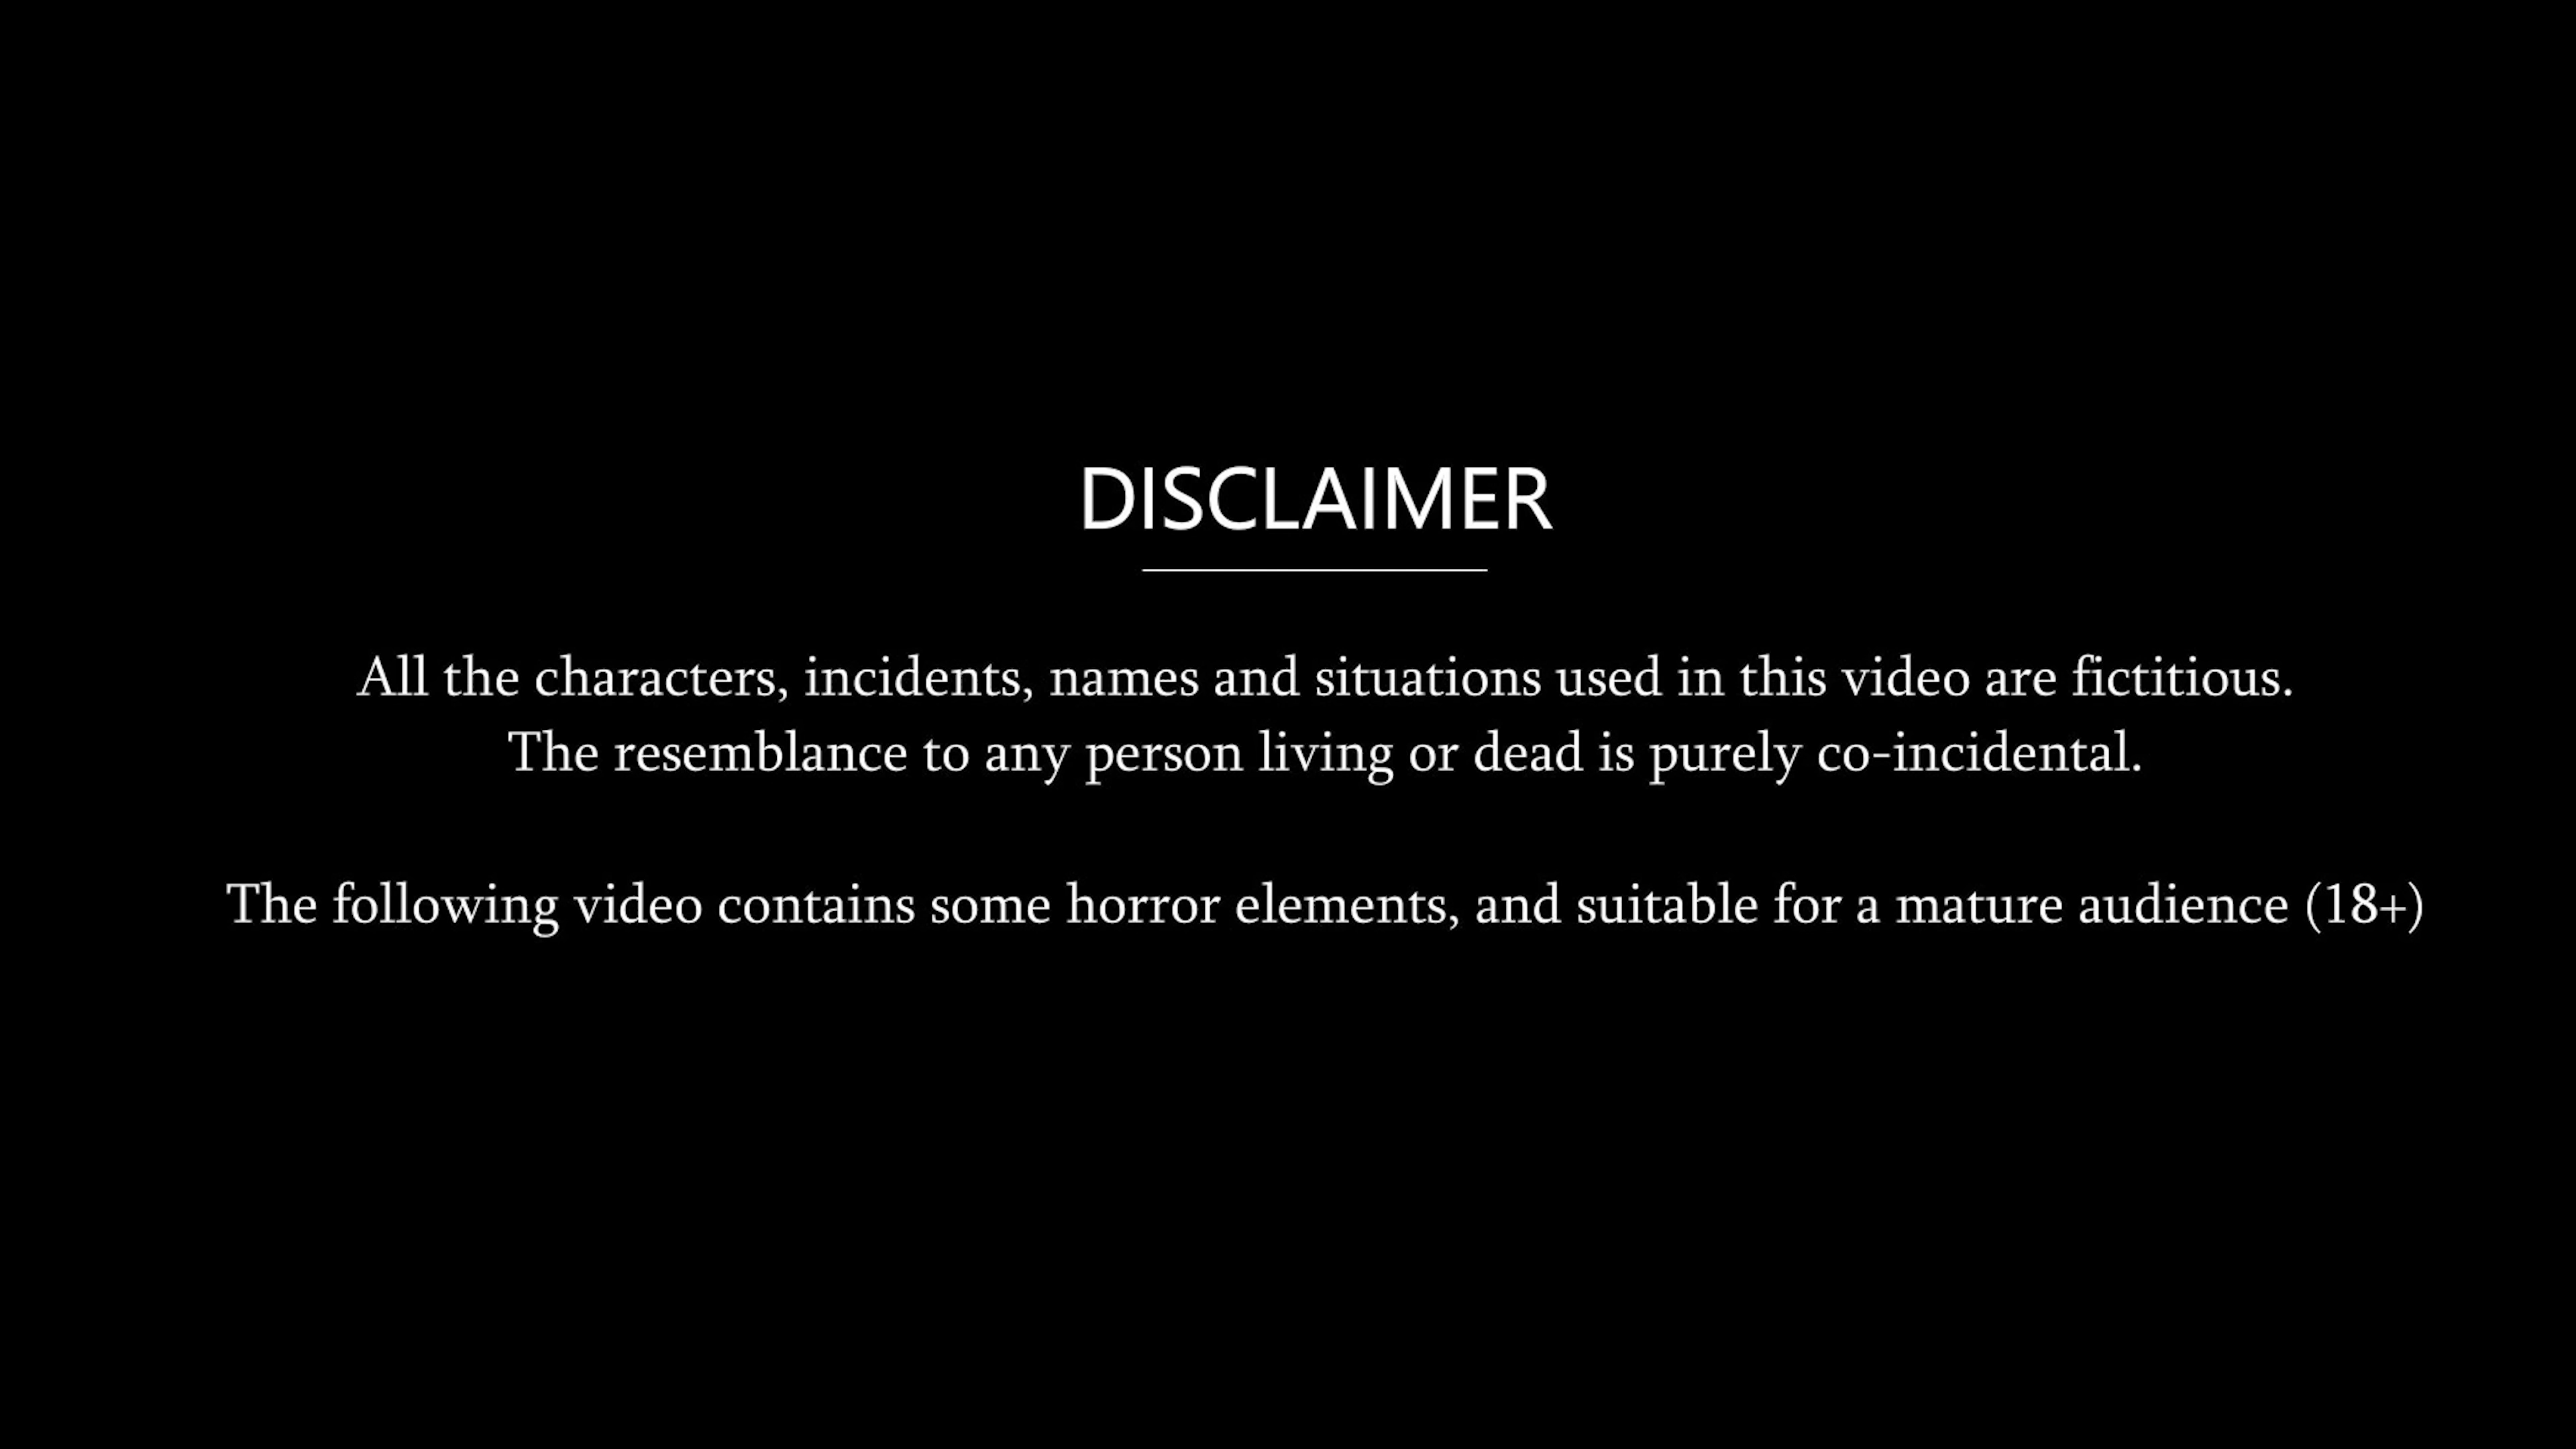 DISCLAIMER
All the characters, incidents, names and situations used in this video are fictitious.
The resemblance to any person living or dead is purely co-incidental.
The following video contains some horror elements, and suitable for a mature audience (18+)